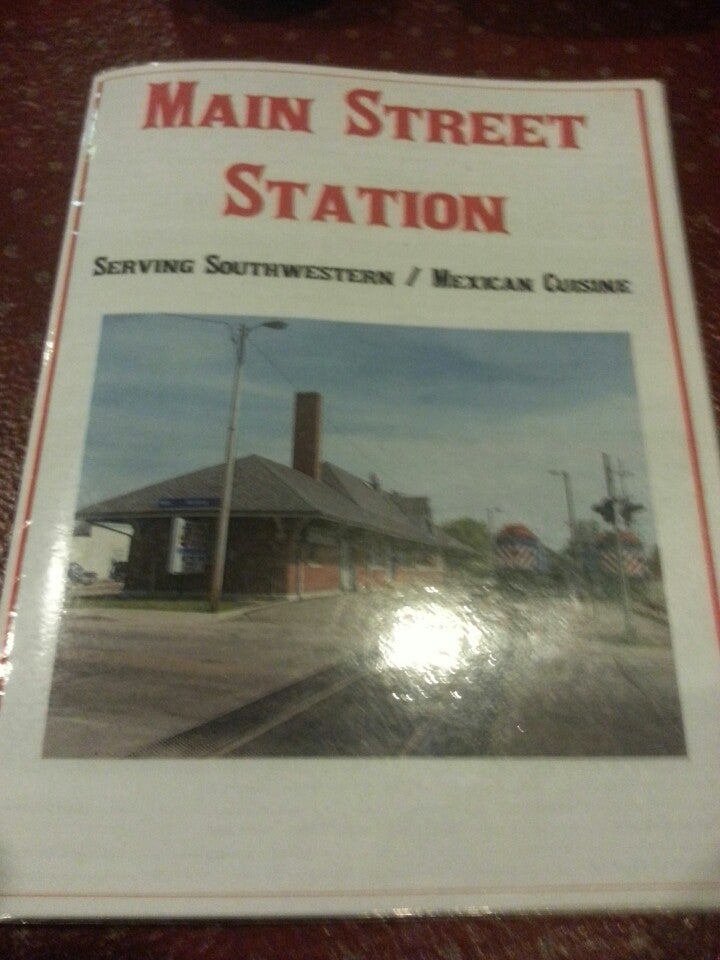 MAIN STREET
STATION
SERVING SOUTHWESTERN / MEXICAN CUISINE